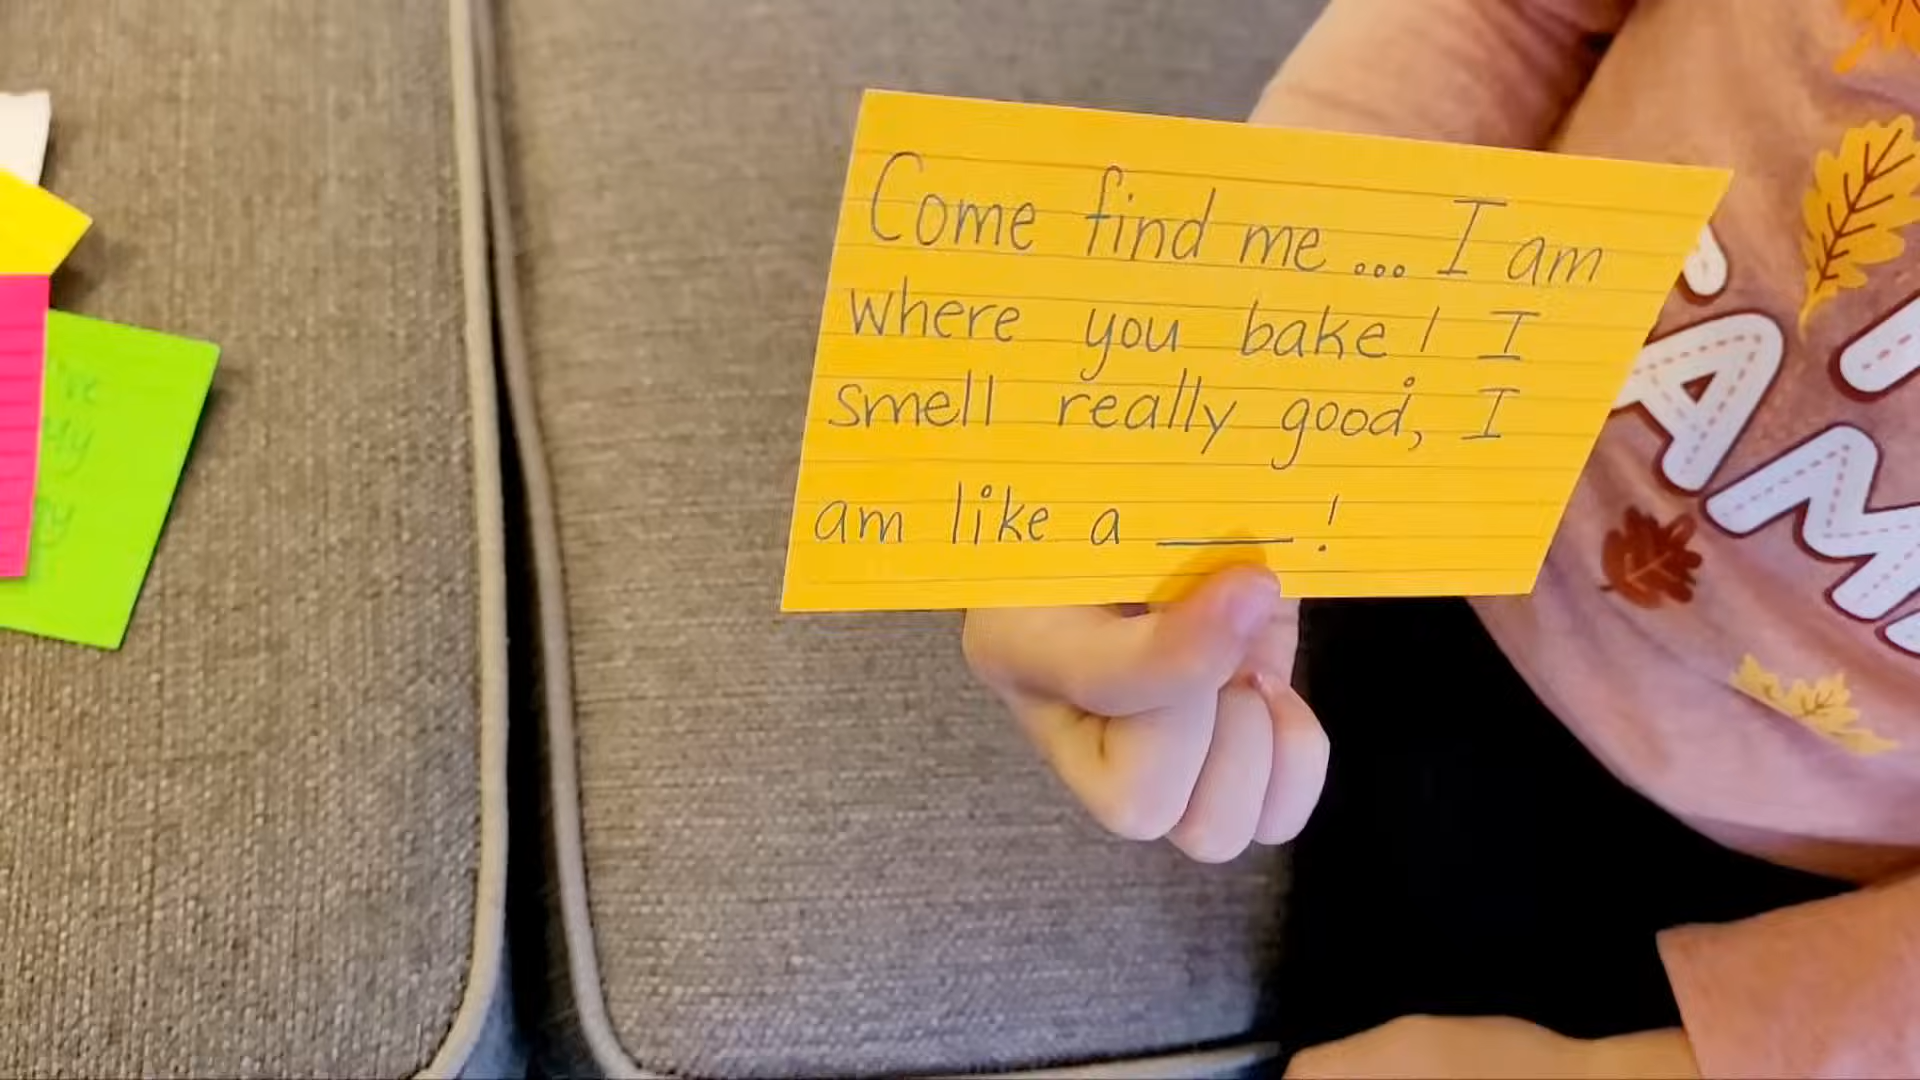 Come find me... I am
where you bake! I
smell really good, I
am like a ____!